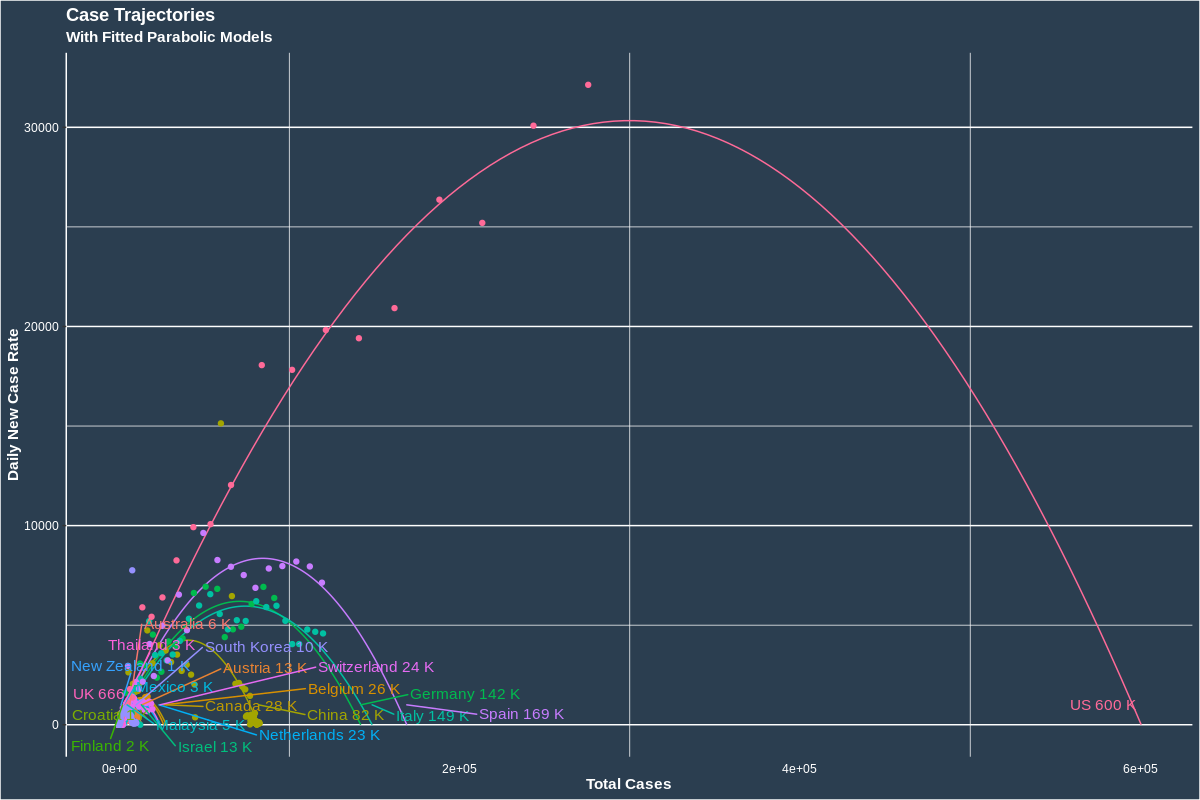 Case Trajectories
With Fitted Parabolic Models
Daily New Case Rate
30000
20000
10000
0
Australia 6 K
Thailand 3 K
South Korea 10 K
New Zealand 1 K
Austria 13 K
Switzerland 24 K
Mexico 3 K
Belgium 26 K
UK 666
Germany 142 K
Canada 28 K
US 600 K
Croatia
China 82 K
Italy 149 K
Spain 169 K
Malaysia 5 K
Netherlands 23 K
Finland 2 K
Israel 13 K
0e+00
2e+05
4e+05
6e+05
Total Cases